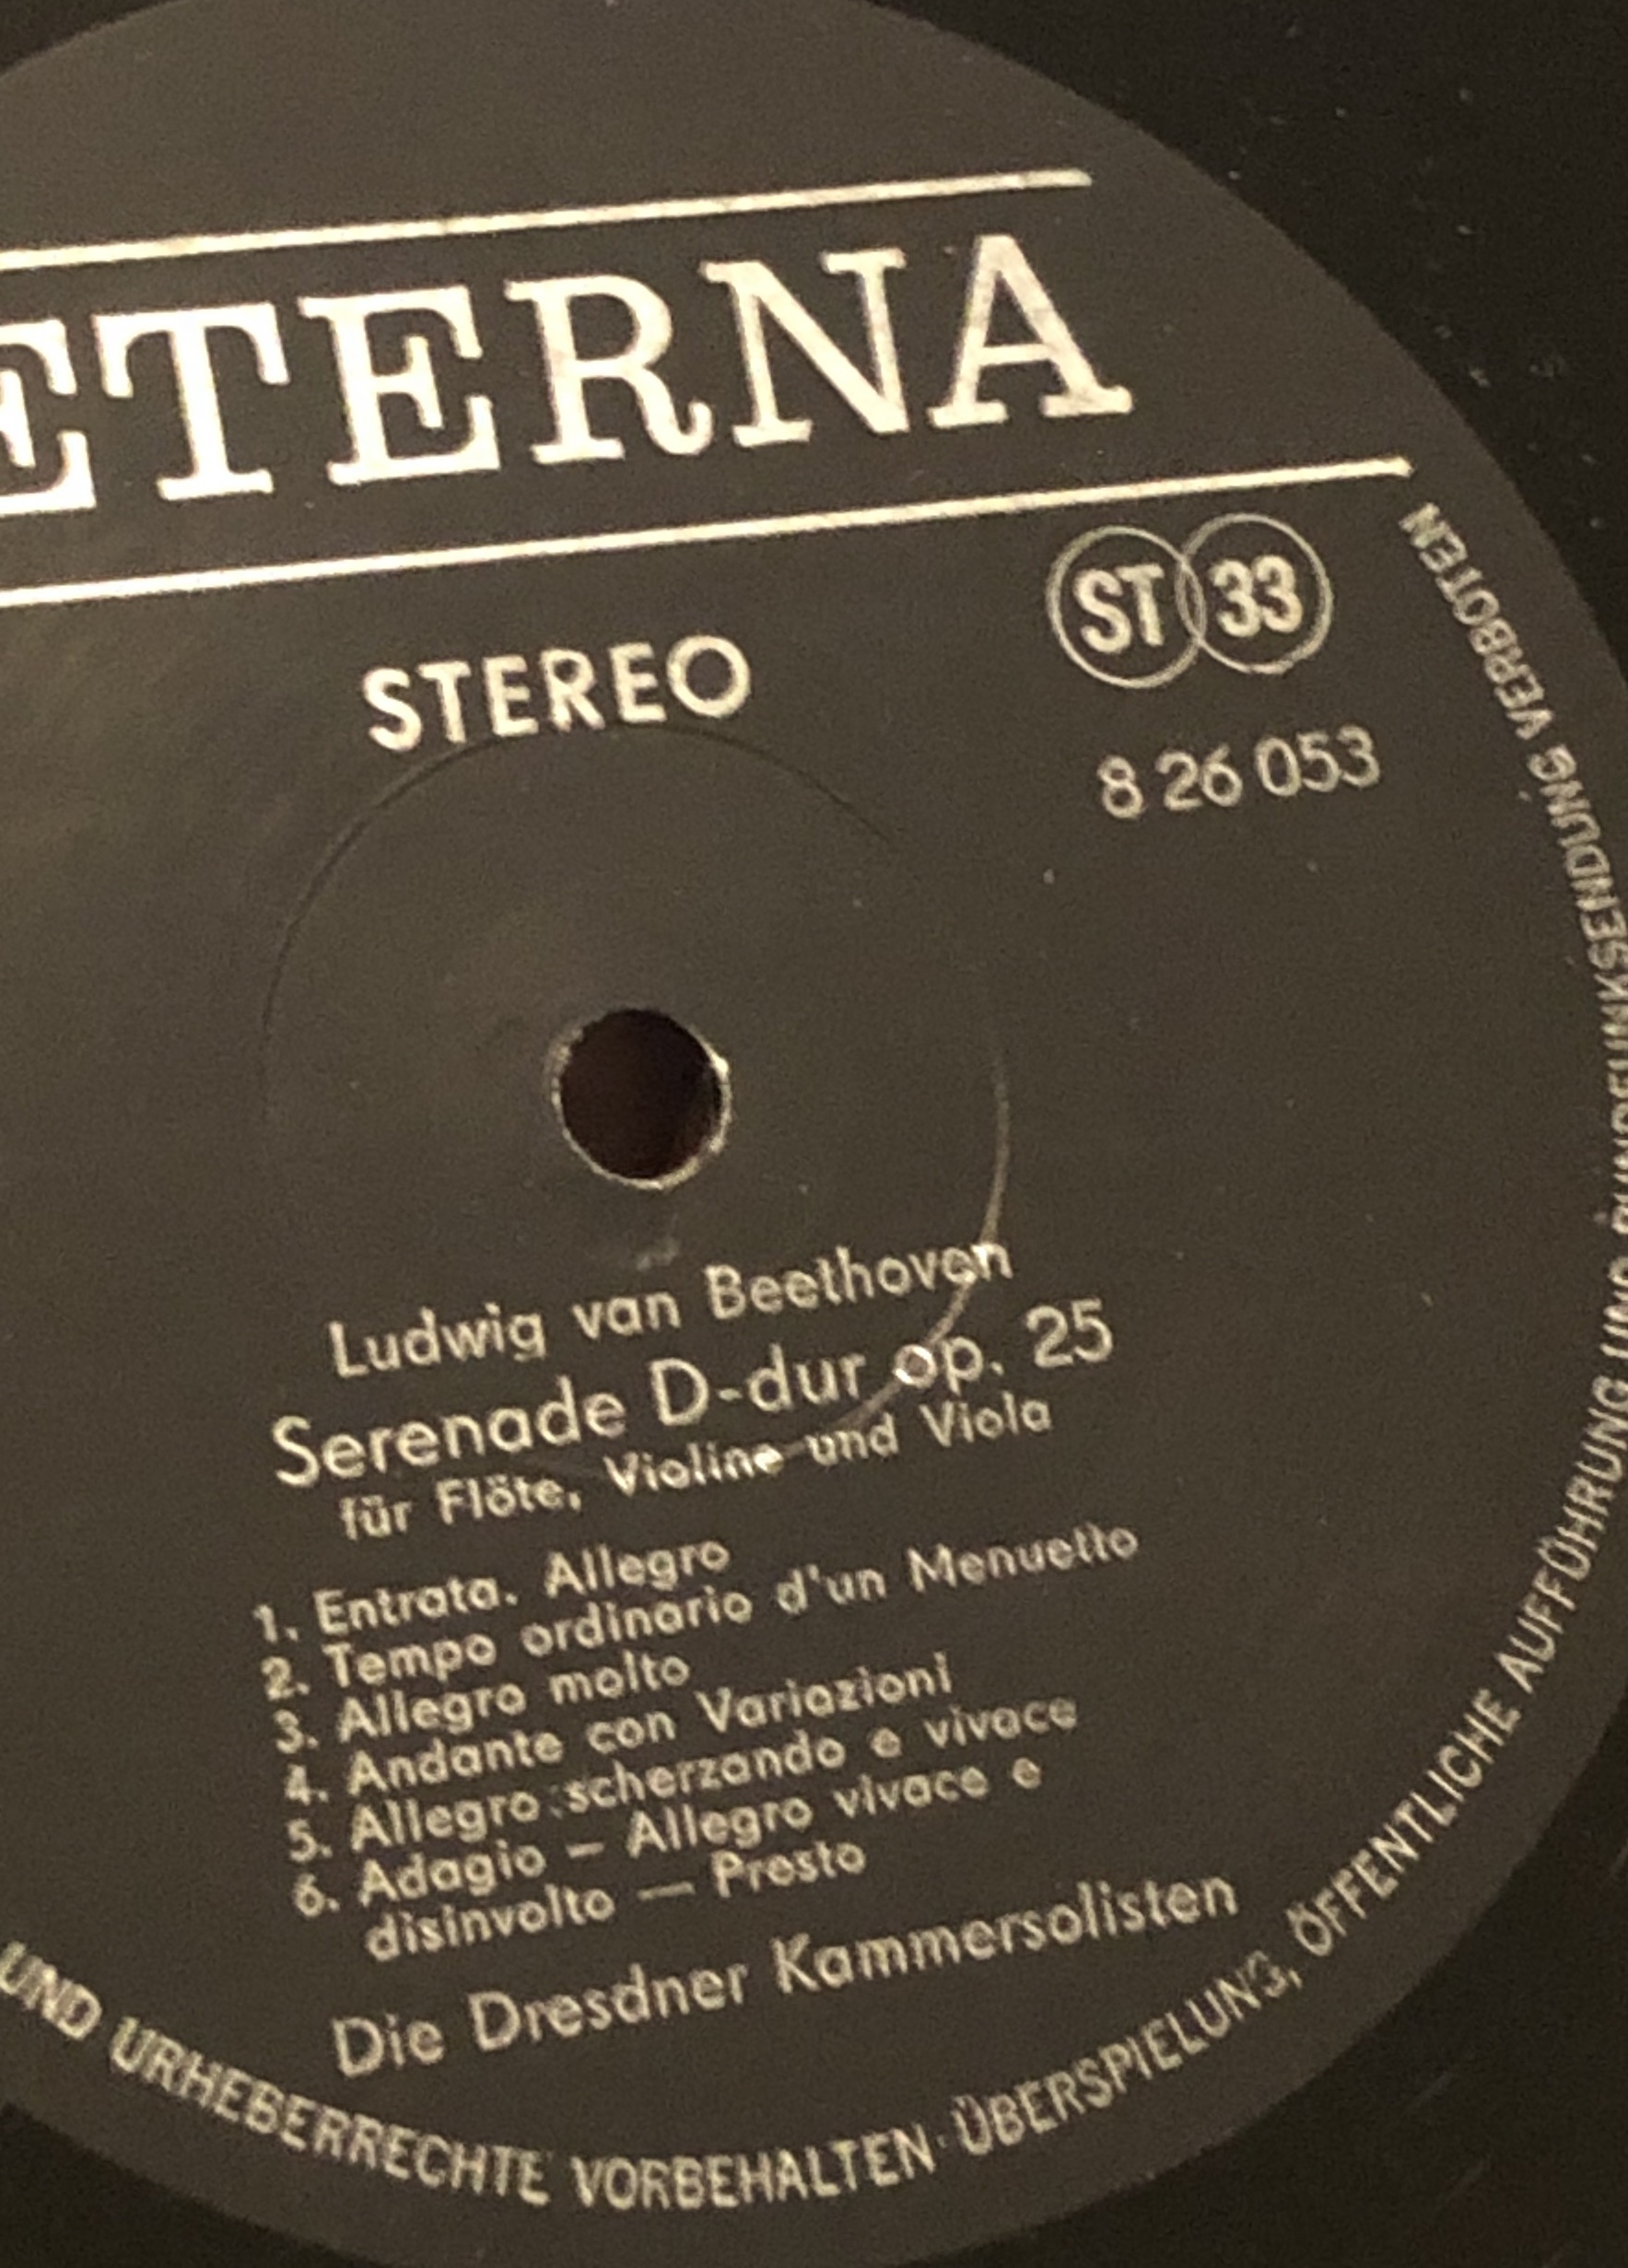 ETERNA
ST 33
STEREO
8 26 053
Ludwig van Beethoven
Serenade D-dur op. 25
für Flöte, Violine und Viola
1. Entrata. Allegro
2. Tempo ordinario d'un Menuetto
3. Allegro molto
4. Andante con Variazioni
5. Allegro scherzando e vivace
6. Adagio – Allegro vivace e
disinvolto — Presto
Die Dresdner Kammersolisten
UND URHEBERRECHTE VORBEHALTEN · ÜBERSPIELUNG, ÖFFENTLICHE AUFFÜHRUNG UND RUNDFUNKSENDUNG VERBOTEN